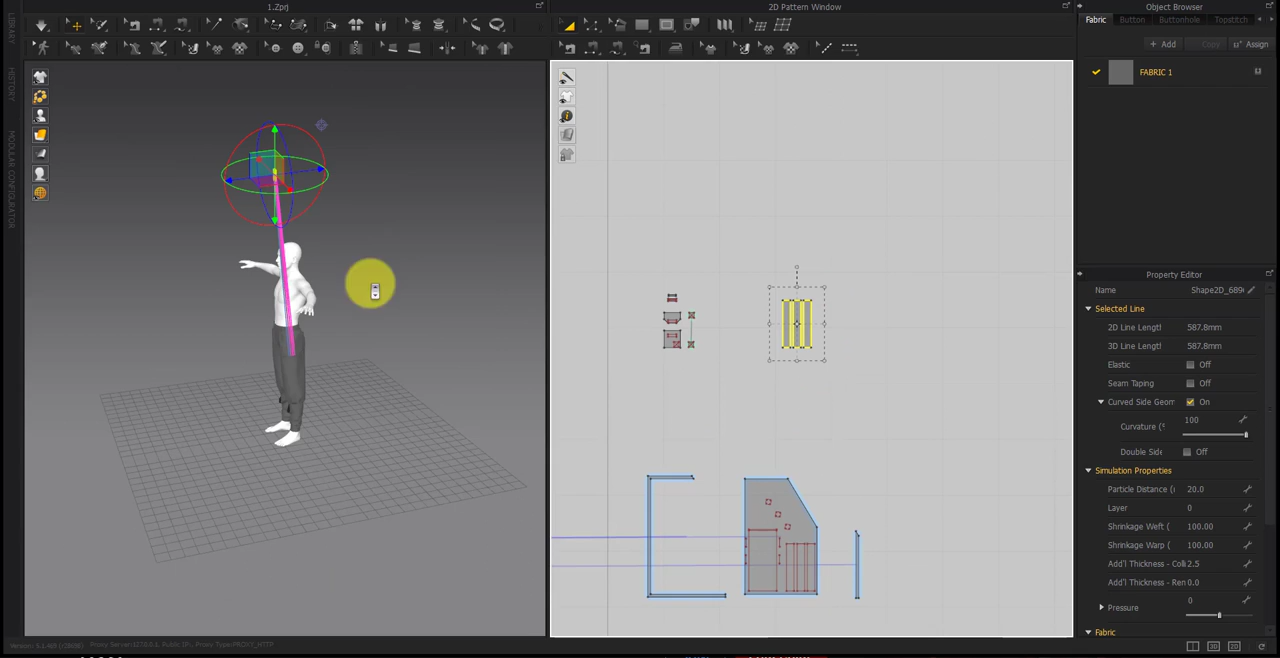 1.Zprj
2D Pattern Window
Object Browser
LIBRARY
HISTORY
MODULAR CONFIGURATOR
Fabric
Button
Buttonhole
Topstitch
+ Add
Copy
Assign
FABRIC 1
Property Editor
Name
Shape2D_689
Selected Line
2D Line Lengtl
587.8mm
3D Line Lengtl
587.8mm
Elastic
Off
Seam Taping
Off
Curved Side Geom
On
Curvature (
100
Double Side
Off
Simulation Properties
Particle Distance (
20.0
Layer
0
Shrinkage Weft (
100.00
Shrinkage Warp (
100.00
Add'l Thickness - Colli
2.5
Add'l Thickness - Ren
0.0
Pressure
0
Fabric